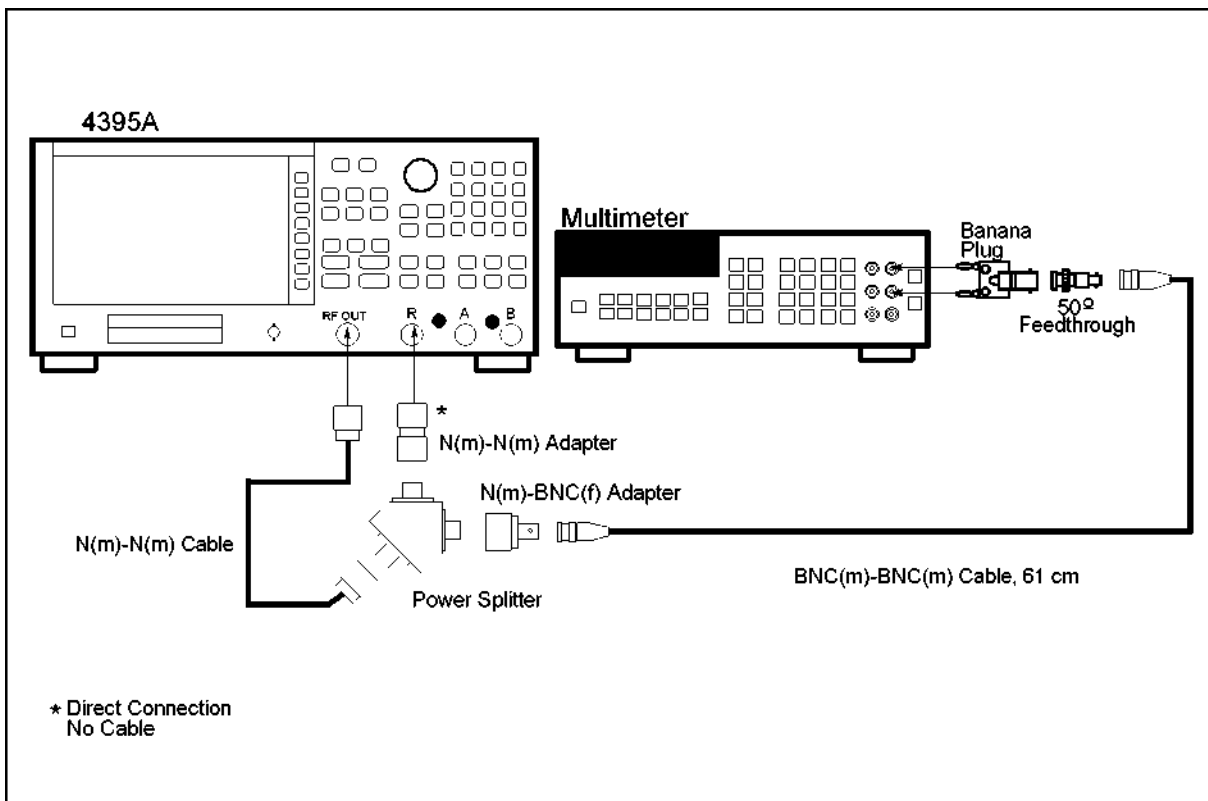 4395A
Multimeter
Banana
Plug
50Ω
Feedthrough
RF OUT
R
A
B
*
N(m)-N(m) Adapter
N(m)-BNC(f) Adapter
N(m)-N(m) Cable
BNC(m)-BNC(m) Cable, 61 cm
Power Splitter
* Direct Connection
No Cable